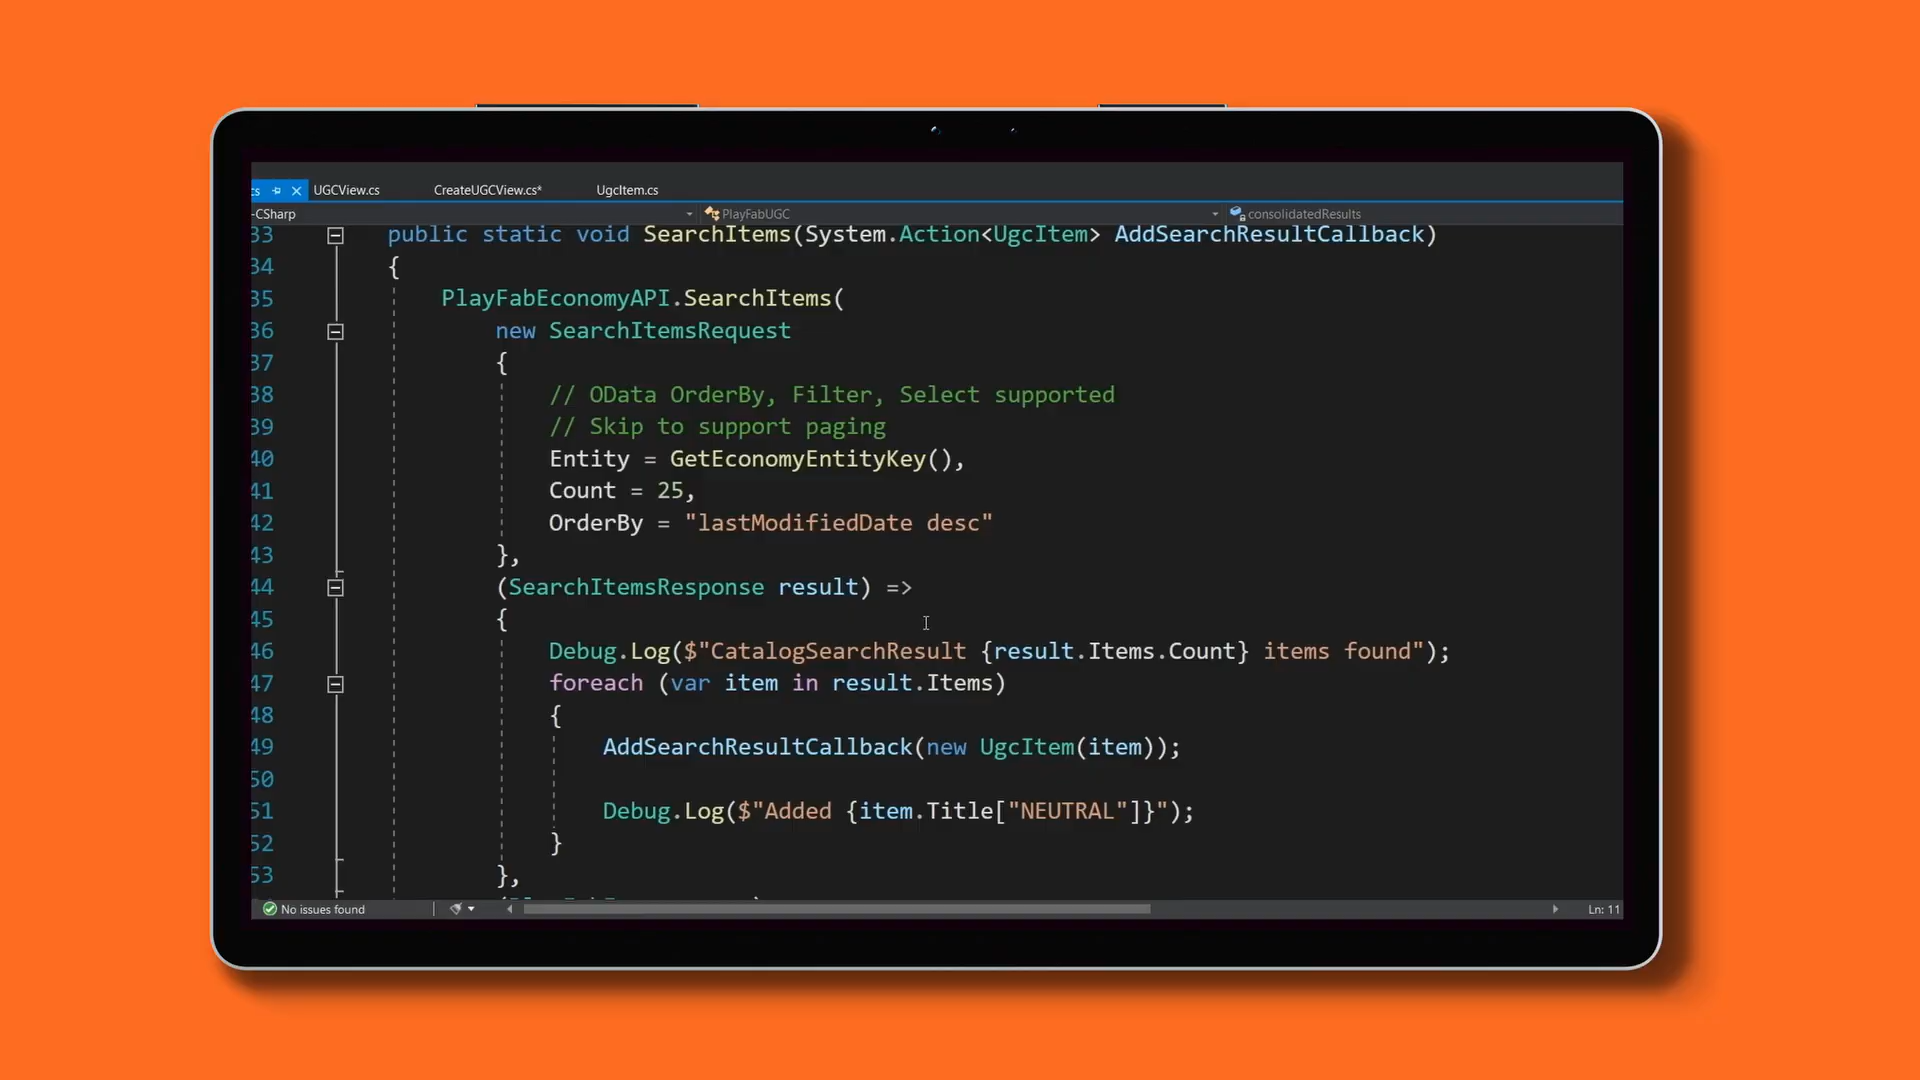 cs UGCView.cs CreateUGCView.cs* UgcItem.cs
-CSharp PlayFabUGC consolidatedResults
33 public static void SearchItems(System.Action<UgcItem> AddSearchResultCallback)
34 {
35 PlayFabEconomyAPI.SearchItems(
36 new SearchItemsRequest
37 {
38 // OData OrderBy, Filter, Select supported
39 // Skip to support paging
40 Entity = GetEconomyEntityKey(),
41 Count = 25,
42 OrderBy = "lastModifiedDate desc"
43 },
44 (SearchItemsResponse result) =>
45 {
46 Debug.Log($"CatalogSearchResult {result.Items.Count} items found");
47 foreach (var item in result.Items)
48 {
49 AddSearchResultCallback(new UgcItem(item));
50
51 Debug.Log($"Added {item.Title["NEUTRAL"]}");
52 }
53 },
No issues found Ln: 11